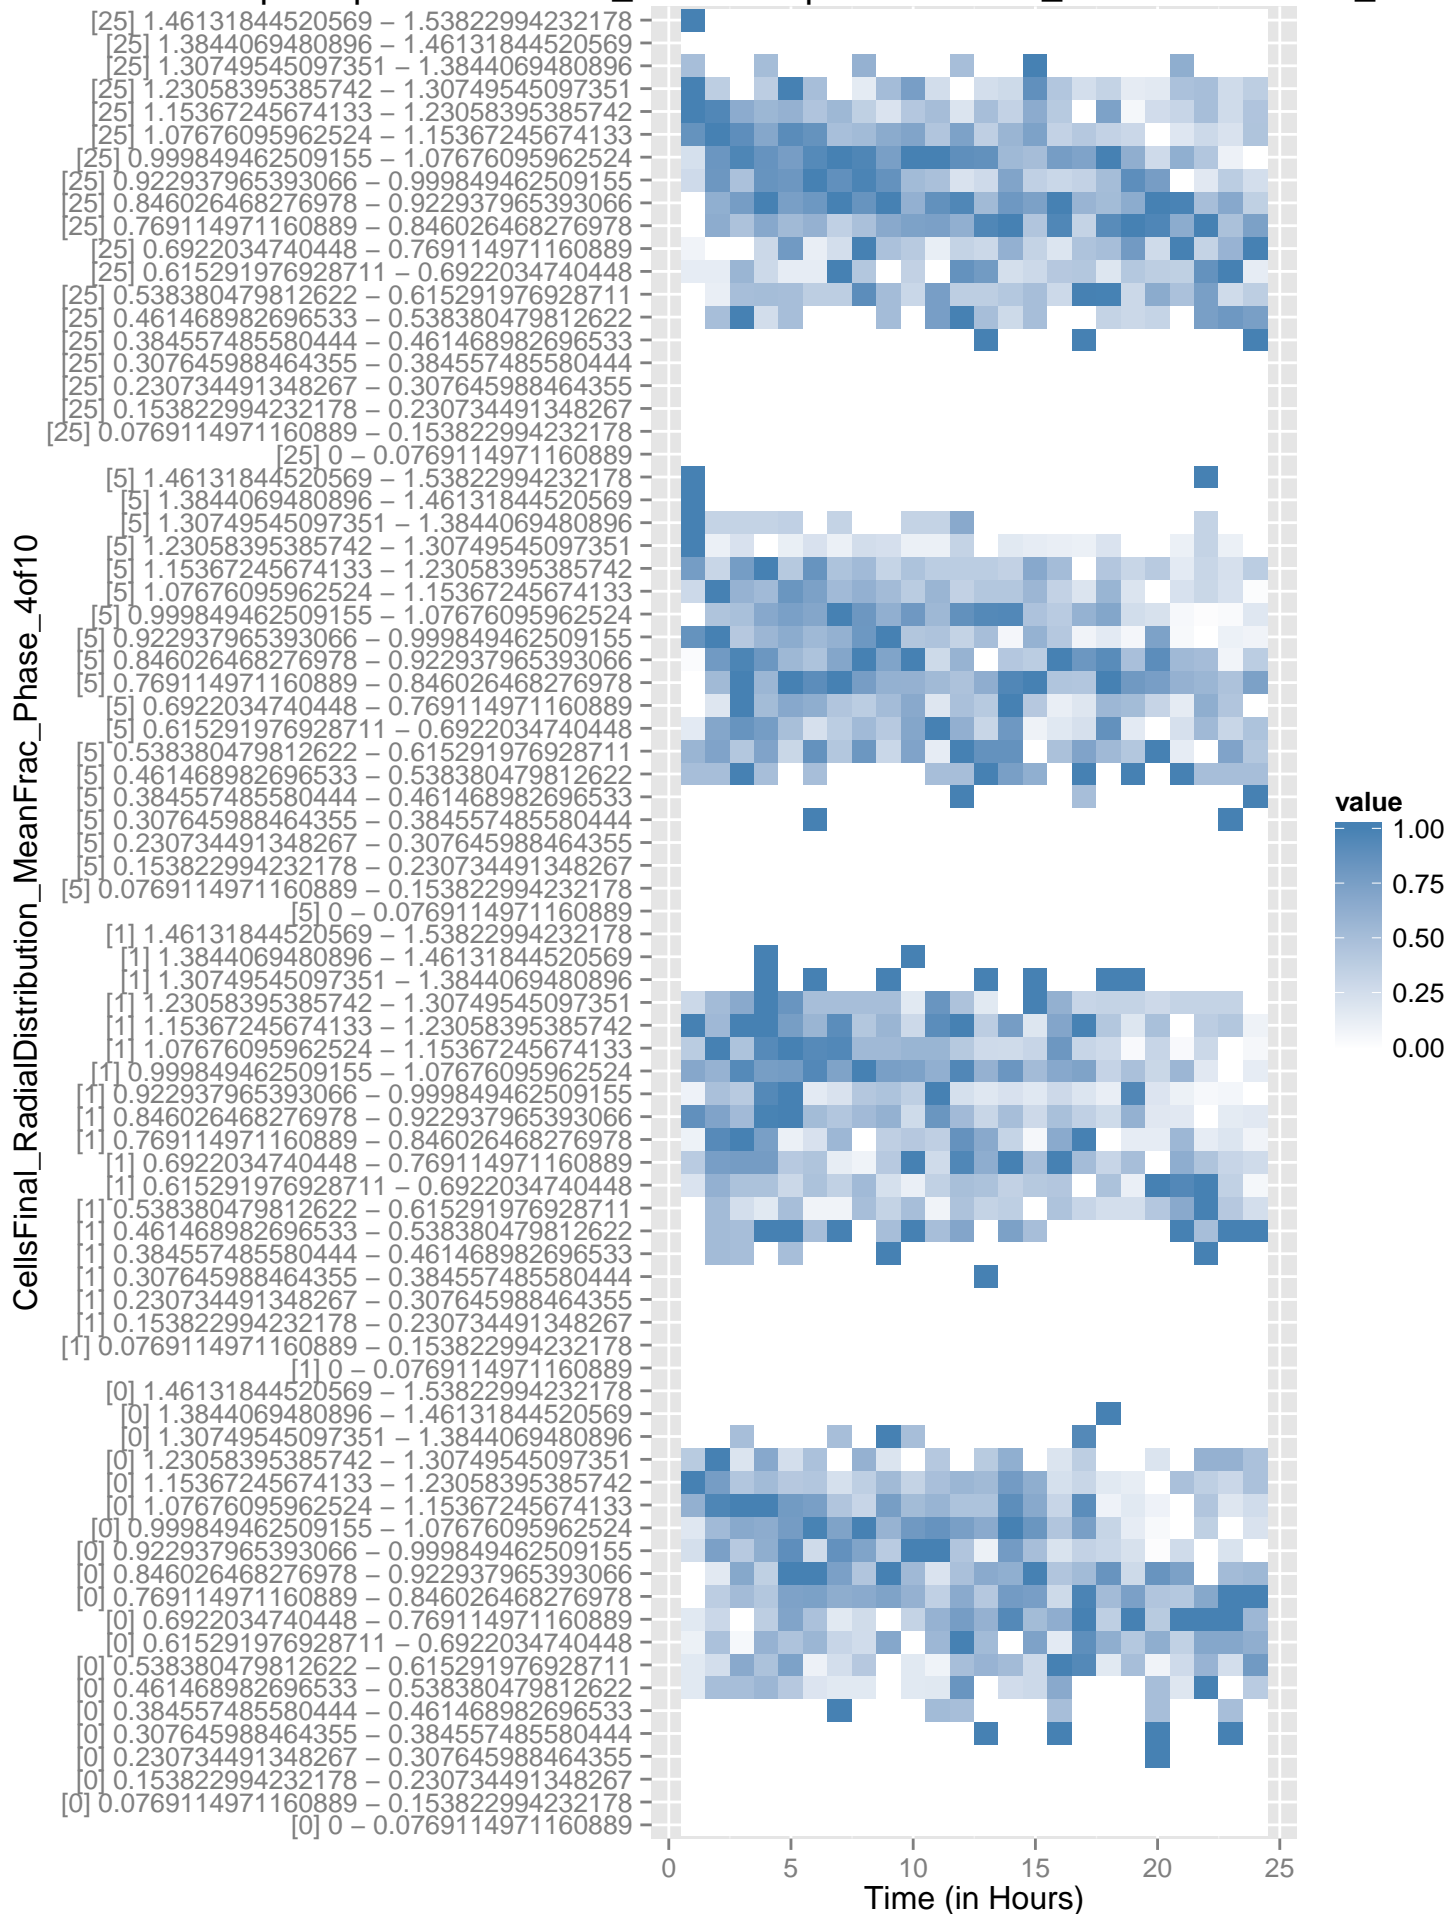 [25] 1.46131844520569 – 1.53822994232178
[25] 1.3844069480896 – 1.46131844520569
[25] 1.30749545097351 – 1.3844069480896
[25] 1.23058395385742 – 1.30749545097351
[25] 1.15367245674133 – 1.23058395385742
[25] 1.07676095962524 – 1.15367245674133
[25] 0.999849462509155 – 1.07676095962524
[25] 0.922937965393066 – 0.999849462509155
[25] 0.846026468276978 – 0.922937965393066
[25] 0.769114971160889 – 0.846026468276978
[25] 0.6922034740448 – 0.769114971160889
[25] 0.615291976928711 – 0.6922034740448
[25] 0.538380479812622 – 0.615291976928711
[25] 0.461468982696533 – 0.538380479812622
[25] 0.384557485580444 – 0.461468982696533
[25] 0.307645988464355 – 0.384557485580444
[25] 0.230734491348267 – 0.307645988464355
[25] 0.153822994232178 – 0.230734491348267
[25] 0.0769114971160889 – 0.153822994232178
[25] 0 – 0.0769114971160889
[5] 1.46131844520569 – 1.53822994232178
[5] 1.3844069480896 – 1.46131844520569
[5] 1.30749545097351 – 1.3844069480896
[5] 1.23058395385742 – 1.30749545097351
[5] 1.15367245674133 – 1.23058395385742
[5] 1.07676095962524 – 1.15367245674133
[5] 0.999849462509155 – 1.07676095962524
[5] 0.922937965393066 – 0.999849462509155
[5] 0.846026468276978 – 0.922937965393066
[5] 0.769114971160889 – 0.846026468276978
[5] 0.6922034740448 – 0.769114971160889
[5] 0.615291976928711 – 0.6922034740448
[5] 0.538380479812622 – 0.615291976928711
[5] 0.461468982696533 – 0.538380479812622
[5] 0.384557485580444 – 0.461468982696533
[5] 0.307645988464355 – 0.384557485580444
[5] 0.230734491348267 – 0.307645988464355
[5] 0.153822994232178 – 0.230734491348267
[5] 0.0769114971160889 – 0.153822994232178
[5] 0 – 0.0769114971160889
[1] 1.46131844520569 – 1.53822994232178
[1] 1.3844069480896 – 1.46131844520569
[1] 1.30749545097351 – 1.3844069480896
[1] 1.23058395385742 – 1.30749545097351
[1] 1.15367245674133 – 1.23058395385742
[1] 1.07676095962524 – 1.15367245674133
[1] 0.999849462509155 – 1.07676095962524
[1] 0.922937965393066 – 0.999849462509155
[1] 0.846026468276978 – 0.922937965393066
[1] 0.769114971160889 – 0.846026468276978
[1] 0.6922034740448 – 0.769114971160889
[1] 0.615291976928711 – 0.6922034740448
[1] 0.538380479812622 – 0.615291976928711
[1] 0.461468982696533 – 0.538380479812622
[1] 0.384557485580444 – 0.461468982696533
[1] 0.307645988464355 – 0.384557485580444
[1] 0.230734491348267 – 0.307645988464355
[1] 0.153822994232178 – 0.230734491348267
[1] 0.0769114971160889 – 0.153822994232178
[1] 0 – 0.0769114971160889
[0] 1.46131844520569 – 1.53822994232178
[0] 1.3844069480896 – 1.46131844520569
[0] 1.30749545097351 – 1.3844069480896
[0] 1.23058395385742 – 1.30749545097351
[0] 1.15367245674133 – 1.23058395385742
[0] 1.07676095962524 – 1.15367245674133
[0] 0.999849462509155 – 1.07676095962524
[0] 0.922937965393066 – 0.999849462509155
[0] 0.846026468276978 – 0.922937965393066
[0] 0.769114971160889 – 0.846026468276978
[0] 0.6922034740448 – 0.769114971160889
[0] 0.615291976928711 – 0.6922034740448
[0] 0.538380479812622 – 0.615291976928711
[0] 0.461468982696533 – 0.538380479812622
[0] 0.384557485580444 – 0.461468982696533
[0] 0.307645988464355 – 0.384557485580444
[0] 0.230734491348267 – 0.307645988464355
[0] 0.153822994232178 – 0.230734491348267
[0] 0.0769114971160889 – 0.153822994232178
[0] 0 – 0.0769114971160889
CellsFinal_RadialDistribution_MeanFrac_Phase_4of10
0 5 10 15 20 25
Time (in Hours)
value
1.00
0.75
0.50
0.25
0.00